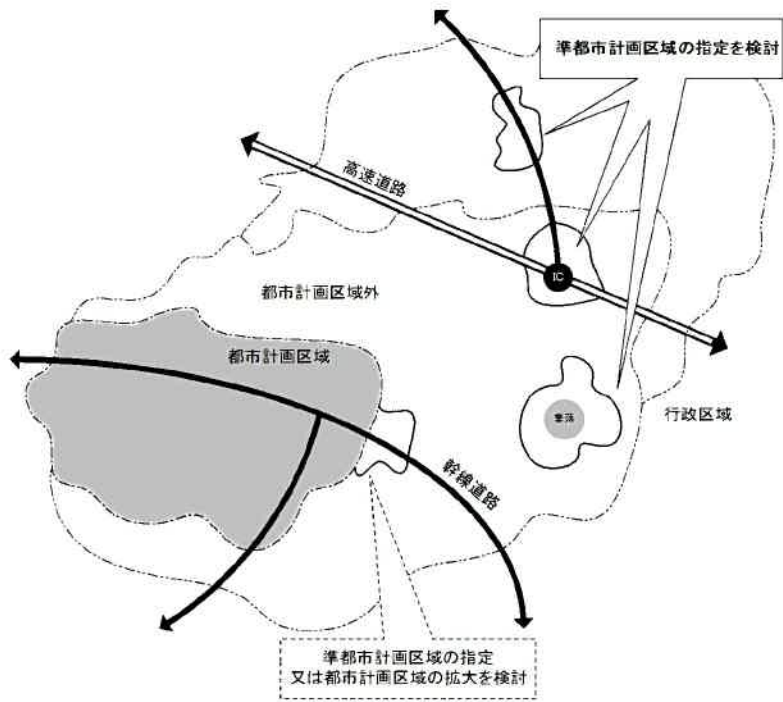 準都市計画区域の指定を検討
高速道路
IC
都市計画区域外
都市計画区域
集落
行政区域
幹線道路
準都市計画区域の指定
又は都市計画区域の拡大を検討